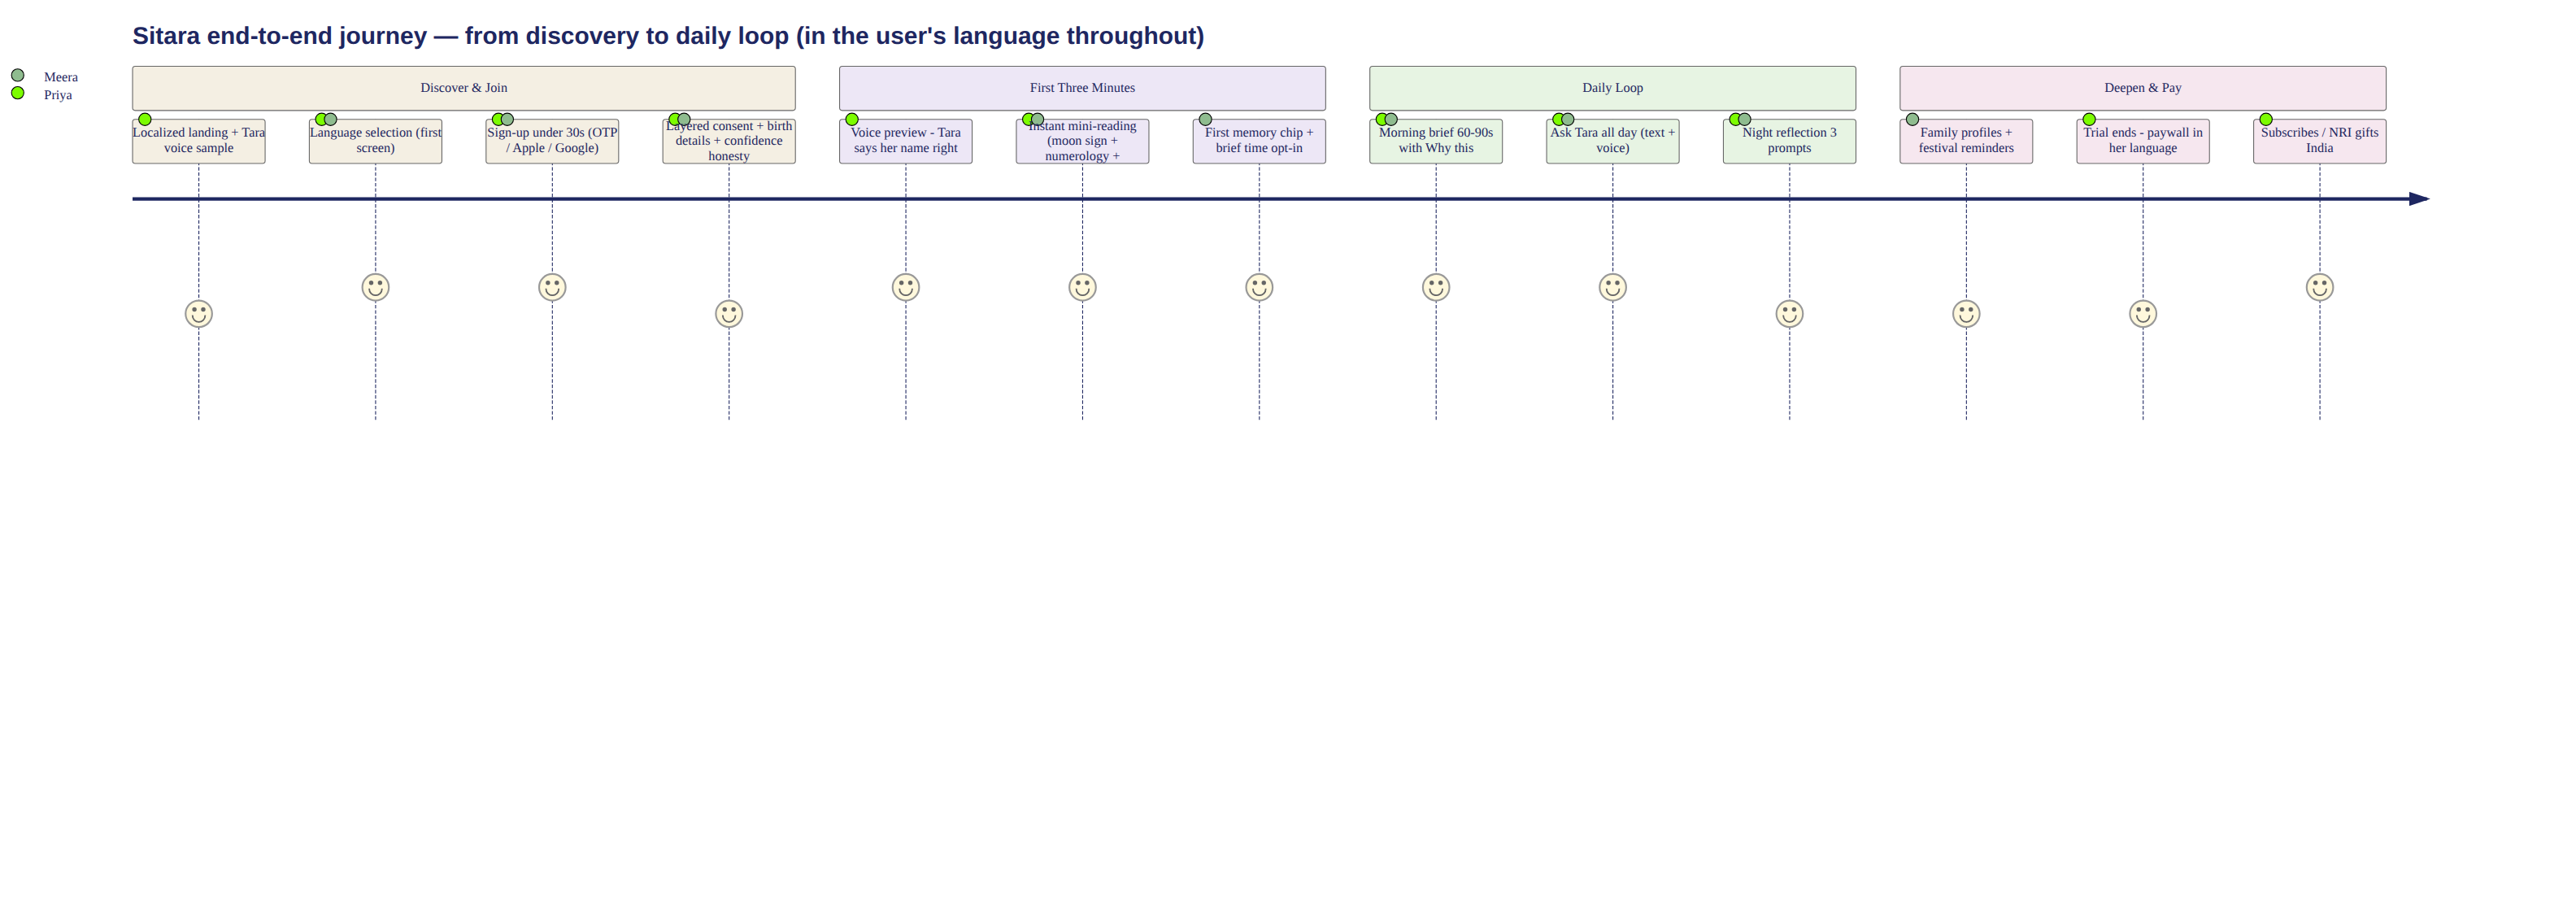 Sitara end-to-end journey — from discovery to daily loop (in the user's language throughout)
Meera
Priya
Discover & Join
First Three Minutes
Daily Loop
Deepen & Pay
Localized landing + Tara
voice sample
Language selection (first
screen)
Sign-up under 30s (OTP
/ Apple / Google)
Layered consent + birth
details + confidence
honesty
Voice preview - Tara
says her name right
Instant mini-reading
(moon sign +
numerology +
First memory chip +
brief time opt-in
Morning brief 60-90s
with Why this
Ask Tara all day (text +
voice)
Night reflection 3
prompts
Family profiles +
festival reminders
Trial ends - paywall in
her language
Subscribes / NRI gifts
India